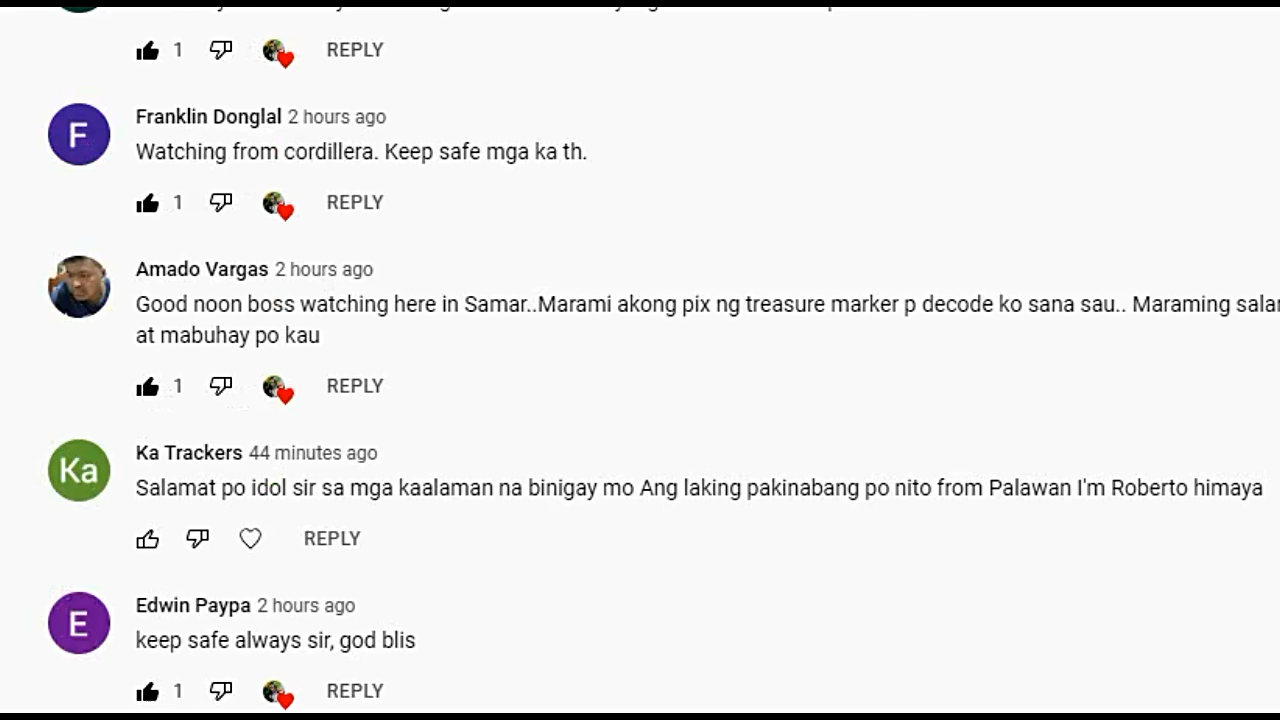 1 REPLY
F
Franklin Donglal 2 hours ago
Watching from cordillera. Keep safe mga ka th.
1 REPLY
Amado Vargas 2 hours ago
Good noon boss watching here in Samar..Marami akong pix ng treasure marker p decode ko sana sau.. Maraming
at mabuhay po kau
1 REPLY
Ka
Ka Trackers 44 minutes ago
Salamat po idol sir sa mga kaalaman na binigay mo Ang laking pakinabang po nito from Palawan I'm Roberto himaya
REPLY
E
Edwin Paypa 2 hours ago
keep safe always sir, god blis
1 REPLY